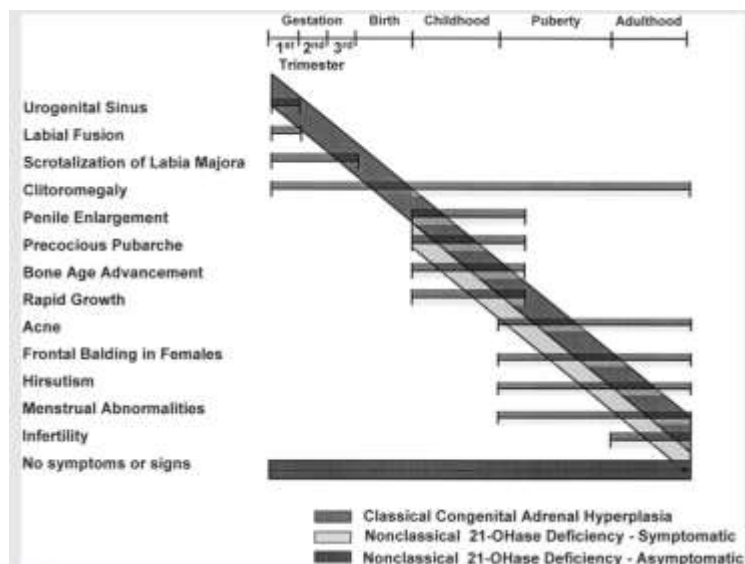 Gestation Birth Childhood Puberty Adulthood
1st 2nd 3rd
Trimester
Urogenital Sinus
Labial Fusion
Scrotalization of Labia Majora
Clitoromegaly
Penile Enlargement
Precocious Pubarche
Bone Age Advancement
Rapid Growth
Acne
Frontal Balding in Females
Hirsutism
Menstrual Abnormalities
Infertility
No symptoms or signs
Classical Congenital Adrenal Hyperplasia
Nonclassical 21-OHase Deficiency - Symptomatic
Nonclassical 21-OHase Deficiency - Asymptomatic